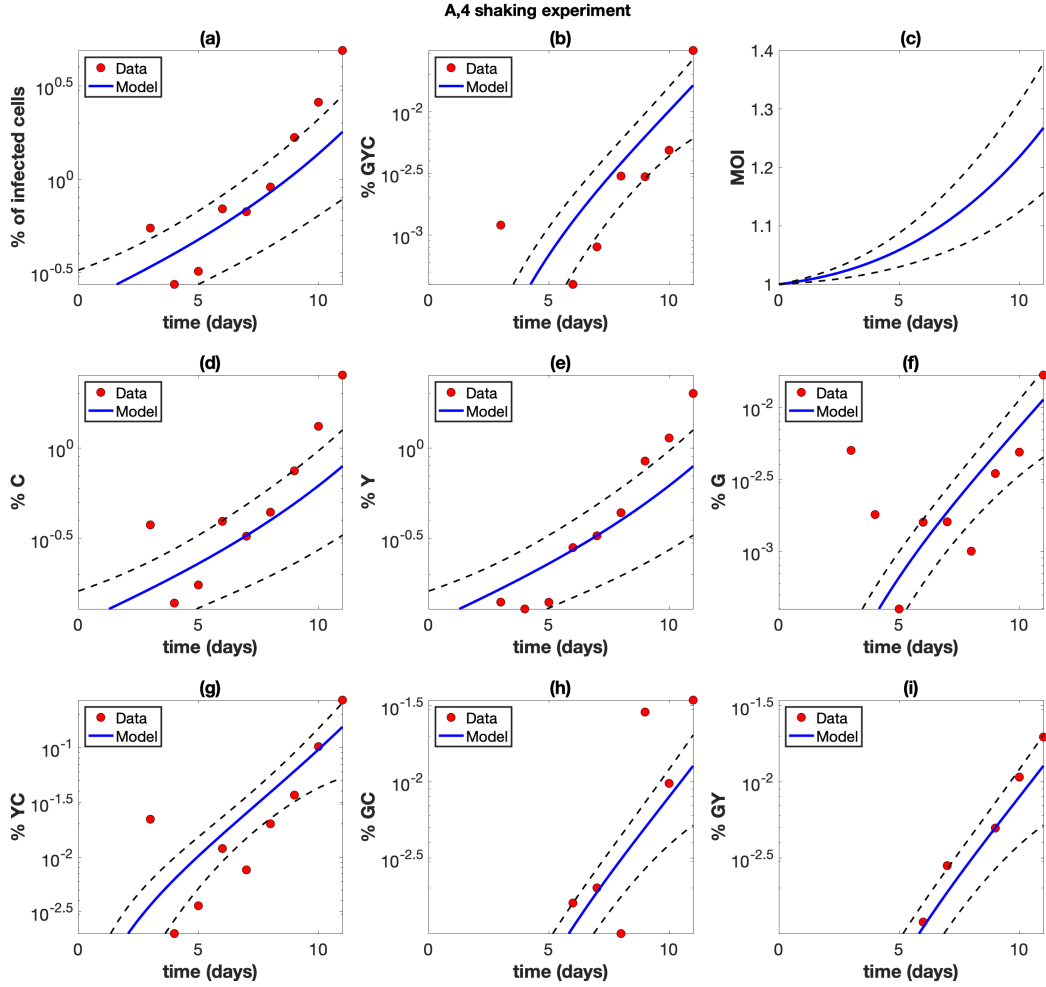 A,4 shaking experiment
(a)
Data
Model
10^0.5
10^0
10^-0.5
% of infected cells
0
5
10
time (days)
(b)
Data
Model
10^-2
10^-2.5
10^-3
% GYC
0
5
10
time (days)
(c)
1.4
1.3
1.2
1.1
1
MOI
0
5
10
time (days)
(d)
Data
Model
10^0
10^-0.5
% C
0
5
10
time (days)
(e)
Data
Model
10^0
10^-0.5
% Y
0
5
10
time (days)
(f)
Data
Model
10^-2
10^-2.5
10^-3
% G
0
5
10
time (days)
(g)
Data
Model
10^-1
10^-1.5
10^-2
10^-2.5
% YC
0
5
10
time (days)
(h)
Data
Model
10^-1.5
10^-2
10^-2.5
% GC
0
5
10
time (days)
(i)
Data
Model
10^-1.5
10^-2
10^-2.5
% GY
0
5
10
time (days)